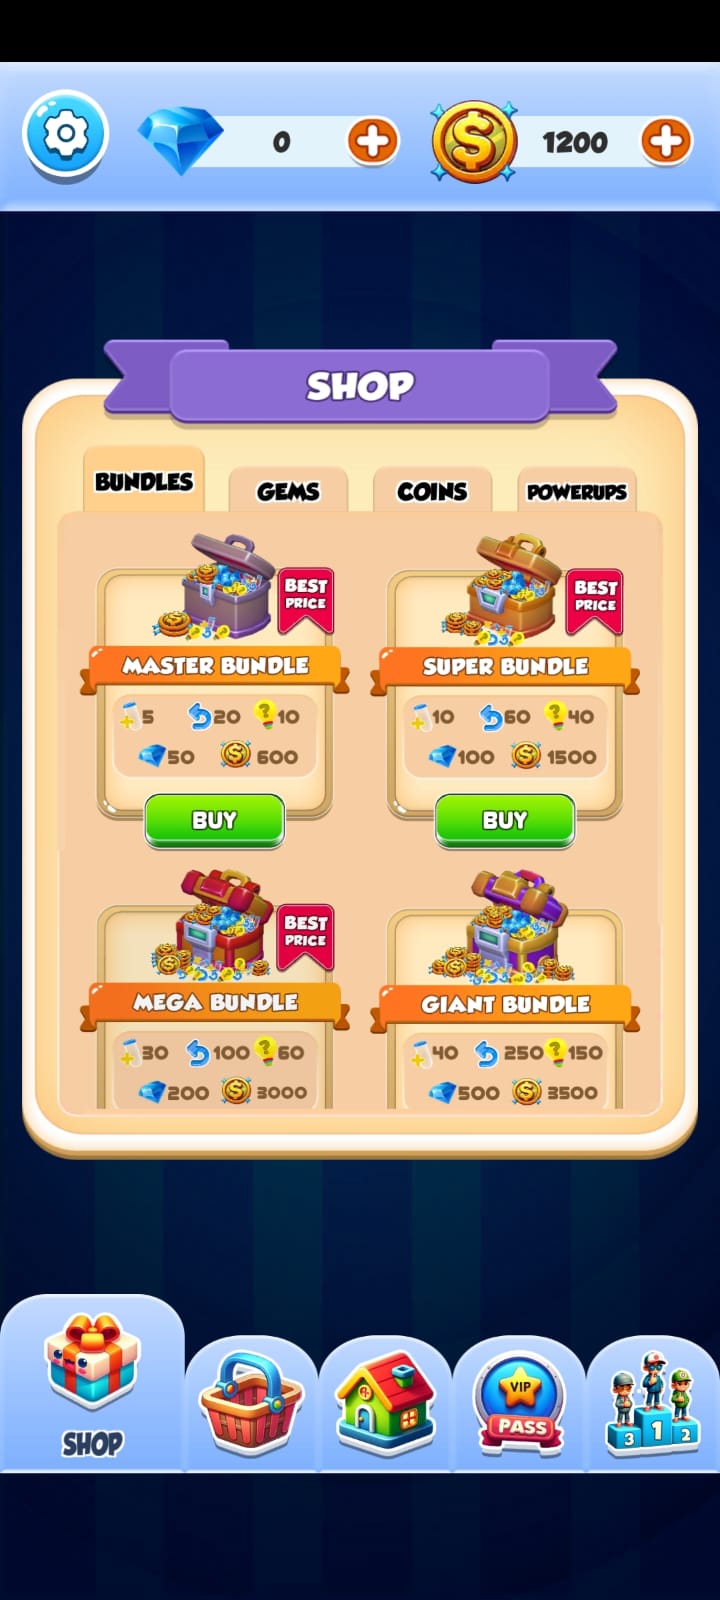 0
1200
SHOP
BUNDLES GEMS COINS POWERUPS
BEST PRICE
MASTER BUNDLE
5 20 10
50 600
BUY
BEST PRICE
SUPER BUNDLE
10 60 40
100 1500
BUY
BEST PRICE
MEGA BUNDLE
30 100 60
200 3000
GIANT BUNDLE
40 250 150
500 3500
SHOP
VIP
PASS
3 1 2